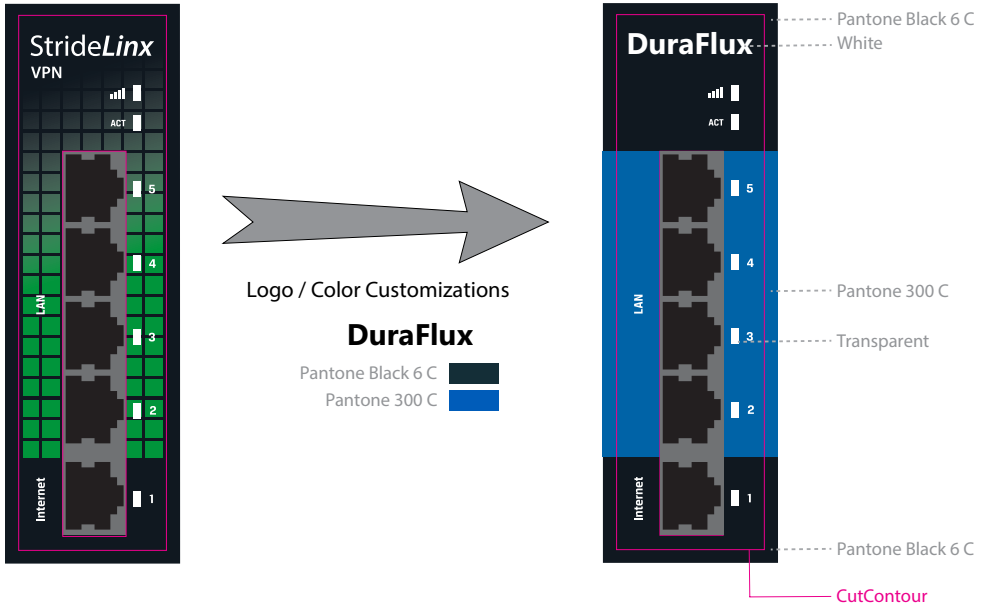 StrideLinx
VPN
ACT
5
4
LAN
3
2
Internet
1
Logo / Color Customizations
DuraFlux
Pantone Black 6 C
Pantone 300 C
DuraFlux
ACT
5
4
LAN
3
2
Internet
1
Pantone Black 6 C
White
Pantone 300 C
Transparent
Pantone Black 6 C
CutContour